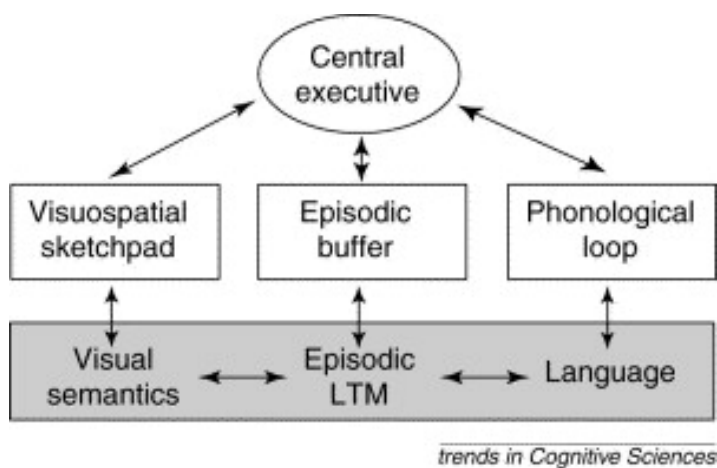 Central
executive
Visuospatial
sketchpad
Episodic
buffer
Phonological
loop
Visual
semantics
Episodic
LTM
Language
trends in Cognitive Sciences